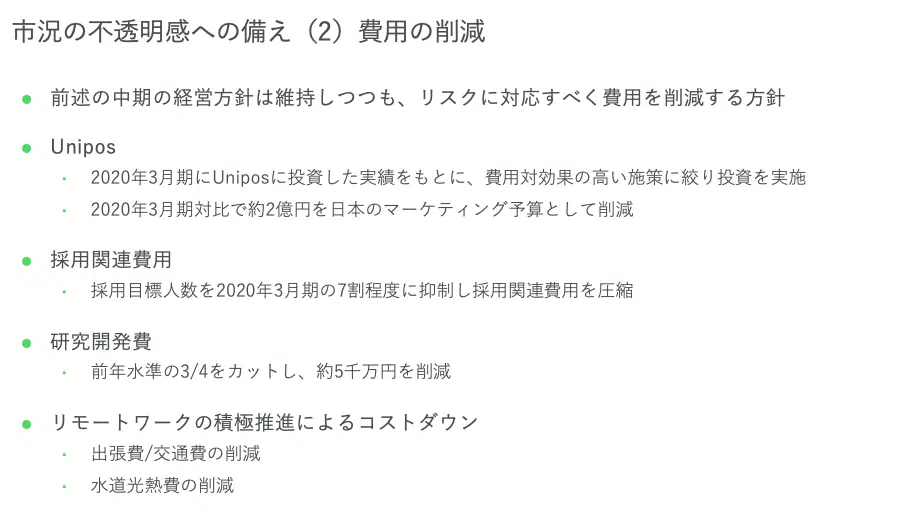 市況の不透明感への備え（2）費用の削減
● 前述の中期の経営方針は維持しつつも、リスクに対応すべく費用を削減する方針
● Unipos
・ 2020年3月期にUniposに投資した実績をもとに、費用対効果の高い施策に絞り投資を実施
・ 2020年3月期対比で約2億円を日本のマーケティング予算として削減
● 採用関連費用
・ 採用目標人数を2020年3月期の7割程度に抑制し採用関連費用を圧縮
● 研究開発費
・ 前年水準の3/4をカットし、約5千万円を削減
● リモートワークの積極推進によるコストダウン
・ 出張費/交通費の削減
・ 水道光熱費の削減